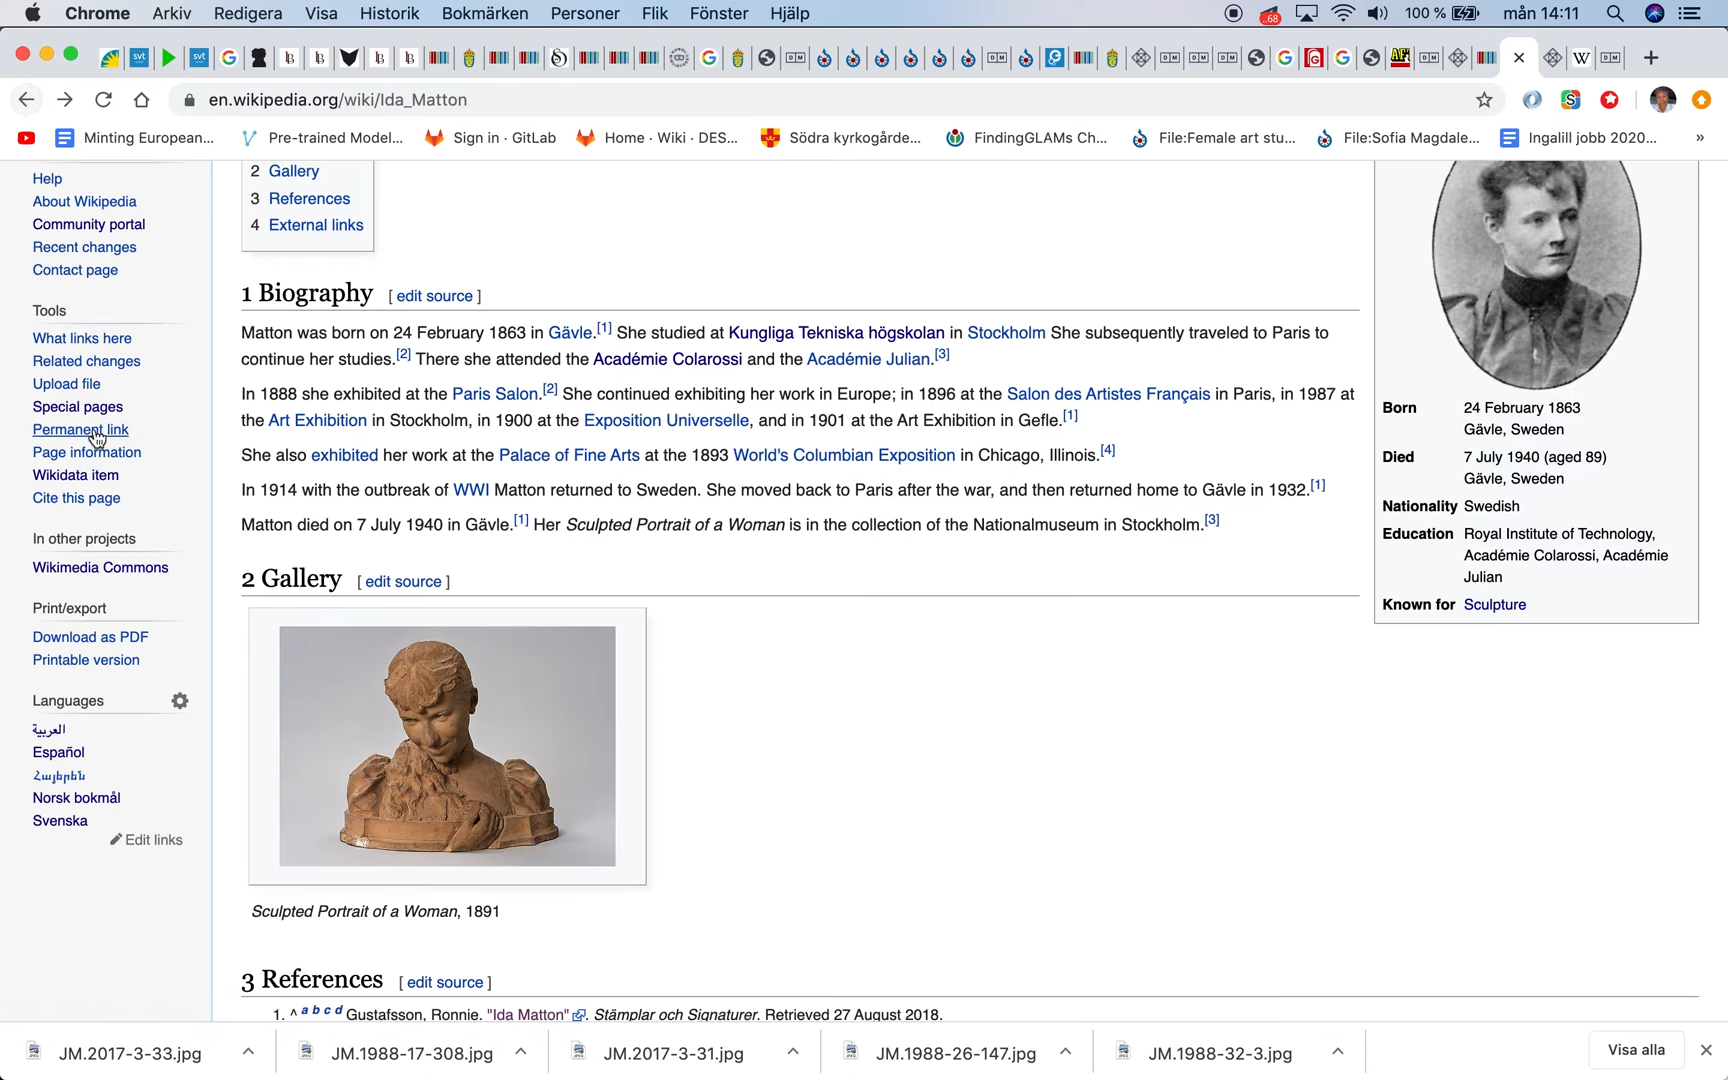 Chrome Arkiv Redigera Visa Historik Bokmärken Personer Flik Fönster Hjälp 68 100 % mån 14:11
en.wikipedia.org/wiki/Ida_Matton
Minting European... Pre-trained Model... Sign in · GitLab Home · Wiki · DES... Södra kyrkogårde... FindingGLAMs Ch... File:Female art stu... File:Sofia Magdale... Ingalill jobb 2020... »
Help
About Wikipedia
Community portal
Recent changes
Contact page
Tools
What links here
Related changes
Upload file
Special pages
Permanent link
Page information
Wikidata item
Cite this page
In other projects
Wikimedia Commons
Print/export
Download as PDF
Printable version
Languages
العربية
Español
Հայերեն
Norsk bokmål
Svenska
Edit links
2 Gallery
3 References
4 External links
1 Biography [ edit source ]
Matton was born on 24 February 1863 in Gävle.[1] She studied at Kungliga Tekniska högskolan in Stockholm She subsequently traveled to Paris to
continue her studies.[2] There she attended the Académie Colarossi and the Académie Julian.[3]
In 1888 she exhibited at the Paris Salon.[2] She continued exhibiting her work in Europe; in 1896 at the Salon des Artistes Français in Paris, in 1987 at
the Art Exhibition in Stockholm, in 1900 at the Exposition Universelle, and in 1901 at the Art Exhibition in Gefle.[1]
She also exhibited her work at the Palace of Fine Arts at the 1893 World's Columbian Exposition in Chicago, Illinois.[4]
In 1914 with the outbreak of WWI Matton returned to Sweden. She moved back to Paris after the war, and then returned home to Gävle in 1932.[1]
Matton died on 7 July 1940 in Gävle.[1] Her Sculpted Portrait of a Woman is in the collection of the Nationalmuseum in Stockholm.[3]
2 Gallery [ edit source ]
Sculpted Portrait of a Woman, 1891
3 References [ edit source ]
1. ^ a b c d Gustafsson, Ronnie. "Ida Matton". Stämplar och Signaturer. Retrieved 27 August 2018.
Born 24 February 1863
Gävle, Sweden
Died 7 July 1940 (aged 89)
Gävle, Sweden
Nationality Swedish
Education Royal Institute of Technology,
Académie Colarossi, Académie
Julian
Known for Sculpture
JM.2017-3-33.jpg JM.1988-17-308.jpg JM.2017-3-31.jpg JM.1988-26-147.jpg JM.1988-32-3.jpg Visa alla